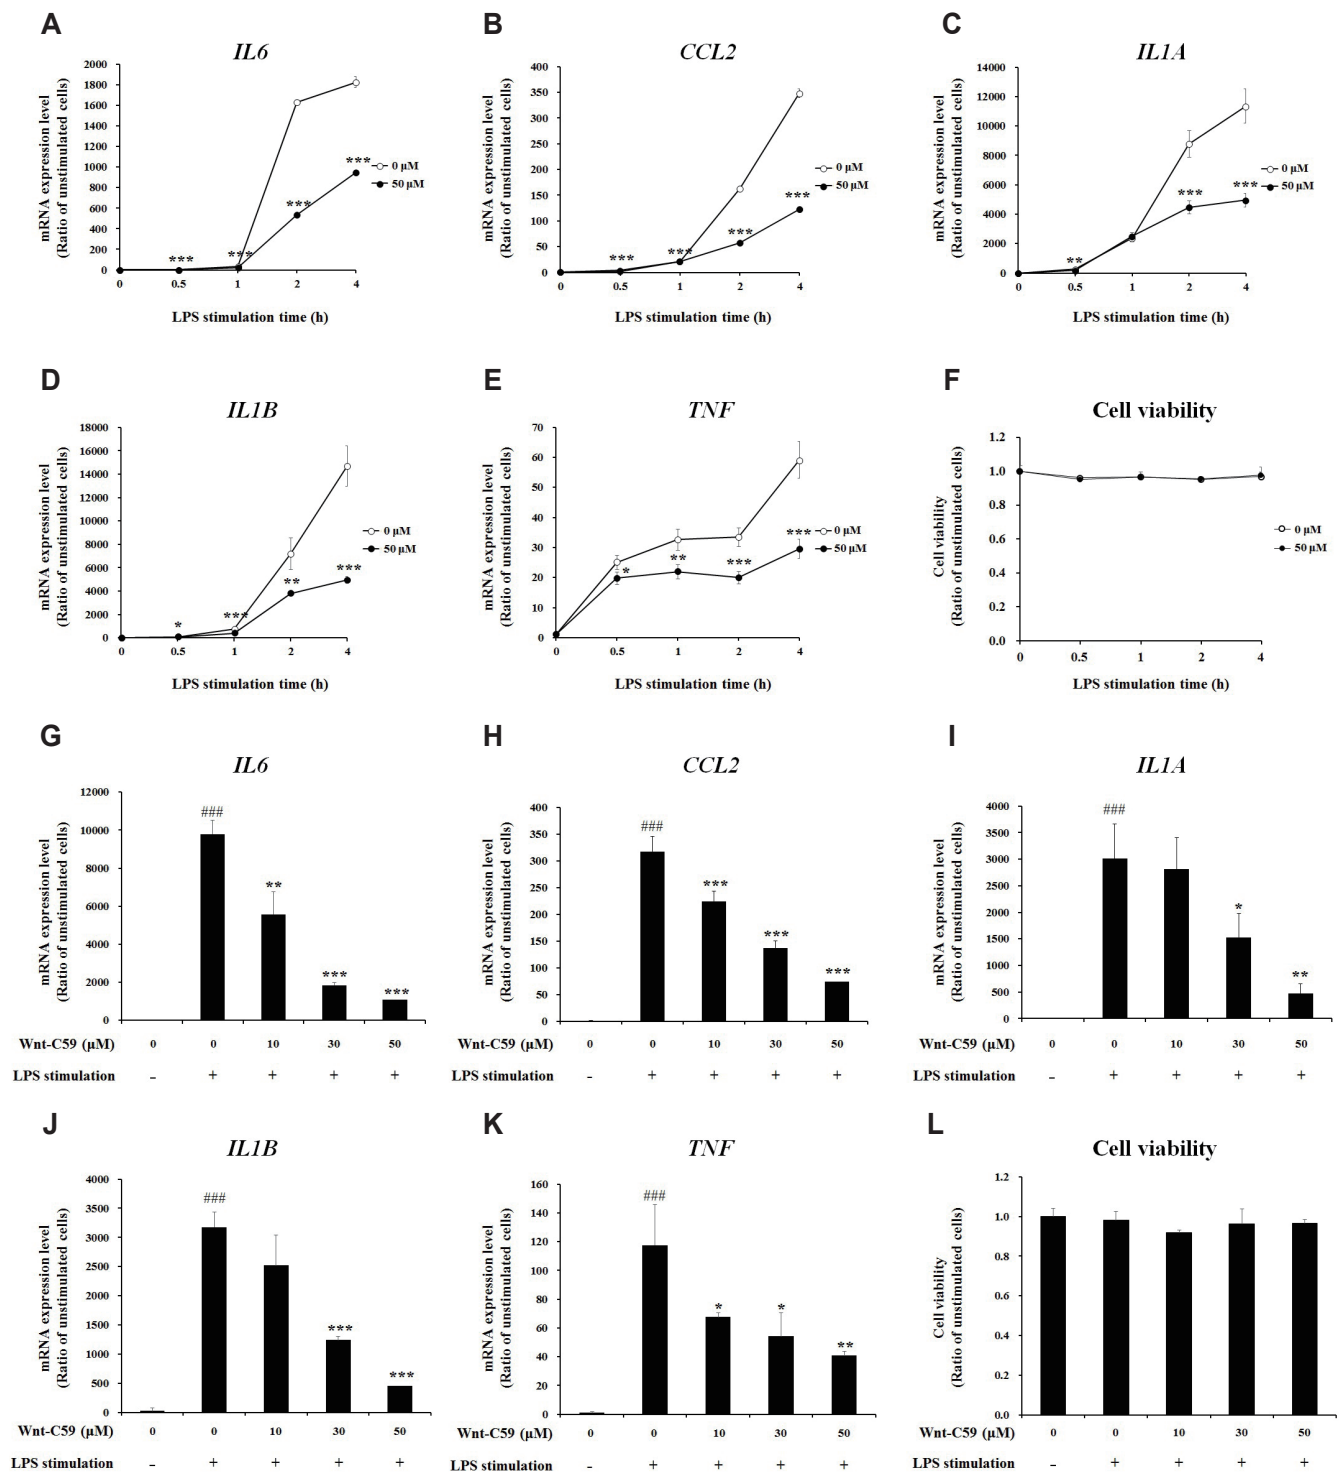 A
IL6
mRNA expression level
(Ratio of unstimulated cells)
2000
1800
1600
1400
1200
1000
800
600
400
200
0
***
***
***
***
0 μM
50 μM
0 0.5 1 2 4
LPS stimulation time (h)
B
CCL2
mRNA expression level
(Ratio of unstimulated cells)
400
350
300
250
200
150
100
50
0
***
***
***
***
0 μM
50 μM
0 0.5 1 2 4
LPS stimulation time (h)
C
IL1A
mRNA expression level
(Ratio of unstimulated cells)
14000
12000
10000
8000
6000
4000
2000
0
**
***
***
0 μM
50 μM
0 0.5 1 2 4
LPS stimulation time (h)
D
IL1B
mRNA expression level
(Ratio of unstimulated cells)
18000
16000
14000
12000
10000
8000
6000
4000
2000
0
*
***
**
***
0 μM
50 μM
0 0.5 1 2 4
LPS stimulation time (h)
E
TNF
mRNA expression level
(Ratio of unstimulated cells)
70
60
50
40
30
20
10
0
*
**
***
***
0 μM
50 μM
0 0.5 1 2 4
LPS stimulation time (h)
F
Cell viability
Cell viability
(Ratio of unstimulated cells)
1.2
1.0
0.8
0.6
0.4
0.2
0.0
0 μM
50 μM
0 0.5 1 2 4
LPS stimulation time (h)
G
IL6
mRNA expression level
(Ratio of unstimulated cells)
12000
10000
8000
6000
4000
2000
0
###
**
***
***
Wnt-C59 (μM) 0 0 10 30 50
LPS stimulation - + + + +
H
CCL2
mRNA expression level
(Ratio of unstimulated cells)
400
350
300
250
200
150
100
50
0
###
***
***
***
Wnt-C59 (μM) 0 0 10 30 50
LPS stimulation - + + + +
I
IL1A
mRNA expression level
(Ratio of unstimulated cells)
4000
3500
3000
2500
2000
1500
1000
500
0
###
*
**
Wnt-C59 (μM) 0 0 10 30 50
LPS stimulation - + + + +
J
IL1B
mRNA expression level
(Ratio of unstimulated cells)
4000
3500
3000
2500
2000
1500
1000
500
0
###
***
***
Wnt-C59 (μM) 0 0 10 30 50
LPS stimulation - + + + +
K
TNF
mRNA expression level
(Ratio of unstimulated cells)
160
140
120
100
80
60
40
20
0
###
*
*
**
Wnt-C59 (μM) 0 0 10 30 50
LPS stimulation - + + + +
L
Cell viability
Cell viability
(Ratio of unstimulated cells)
1.2
1.0
0.8
0.6
0.4
0.2
0.0
Wnt-C59 (μM) 0 0 10 30 50
LPS stimulation - + + + +